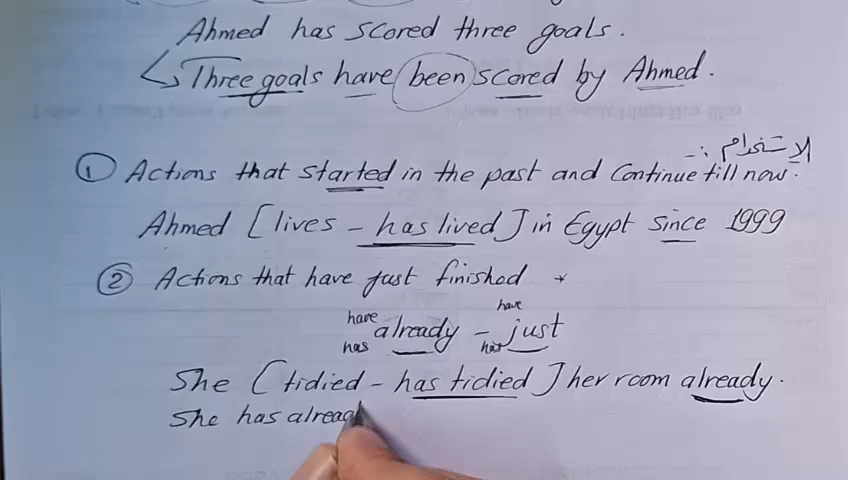 Ahmed has scored three goals.
Three goals have been scored by Ahmed.
الاستخدام :-
① Actions that started in the past and Continue till now.
Ahmed [lives - has lived] in Egypt since 1999
② Actions that have just finished *
have have
already - just
has has
She [tidied - has tidied] her room already.
She has alread